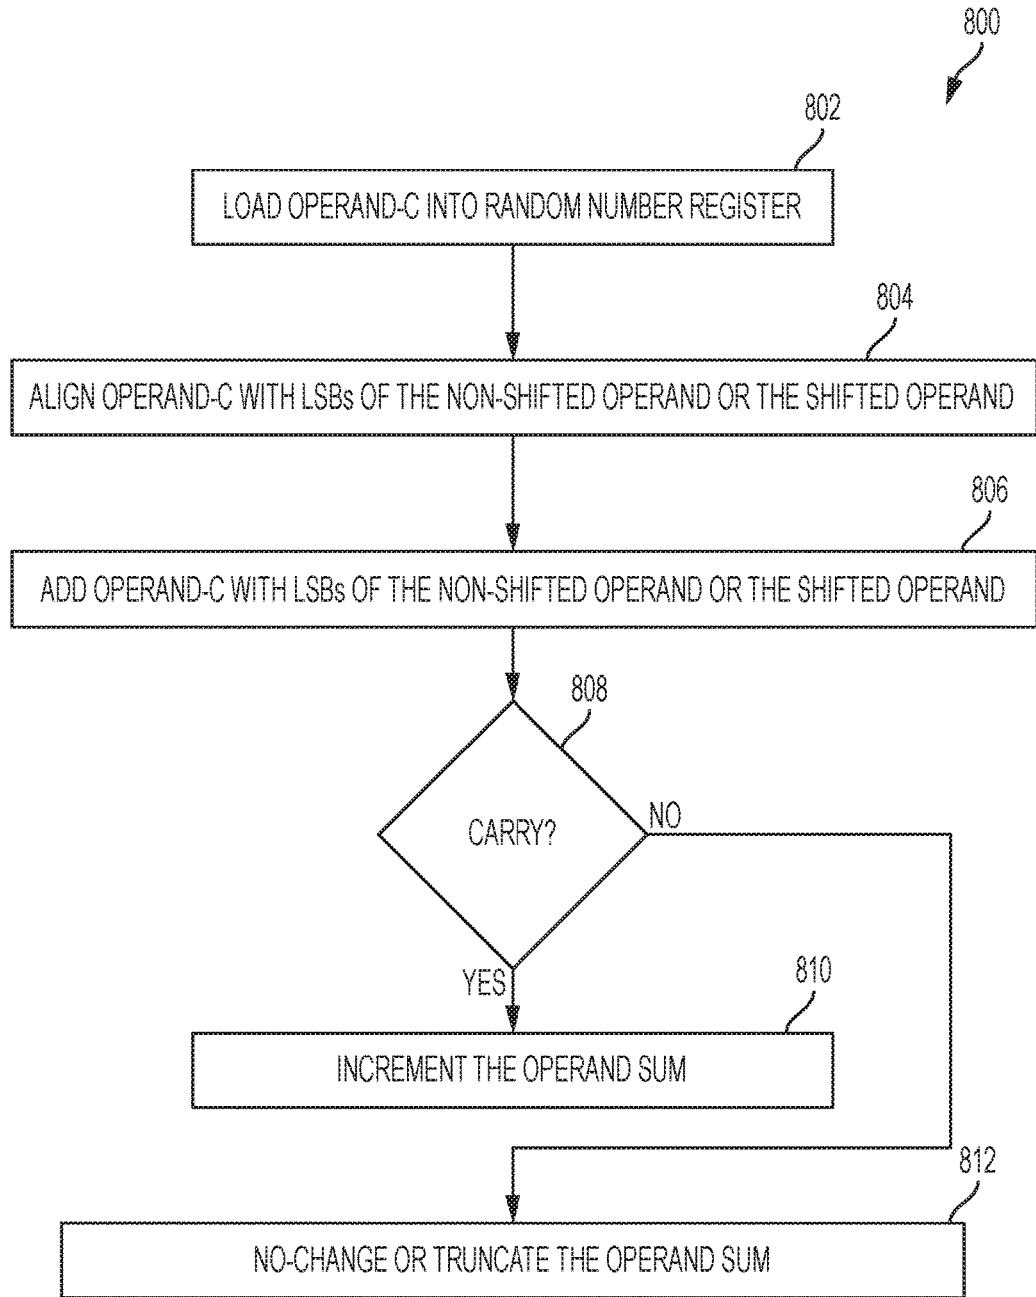 800
802
LOAD OPERAND-C INTO RANDOM NUMBER REGISTER
804
ALIGN OPERAND-C WITH LSBs OF THE NON-SHIFTED OPERAND OR THE SHIFTED OPERAND
806
ADD OPERAND-C WITH LSBs OF THE NON-SHIFTED OPERAND OR THE SHIFTED OPERAND
808
CARRY?
NO
YES
810
INCREMENT THE OPERAND SUM
812
NO-CHANGE OR TRUNCATE THE OPERAND SUM